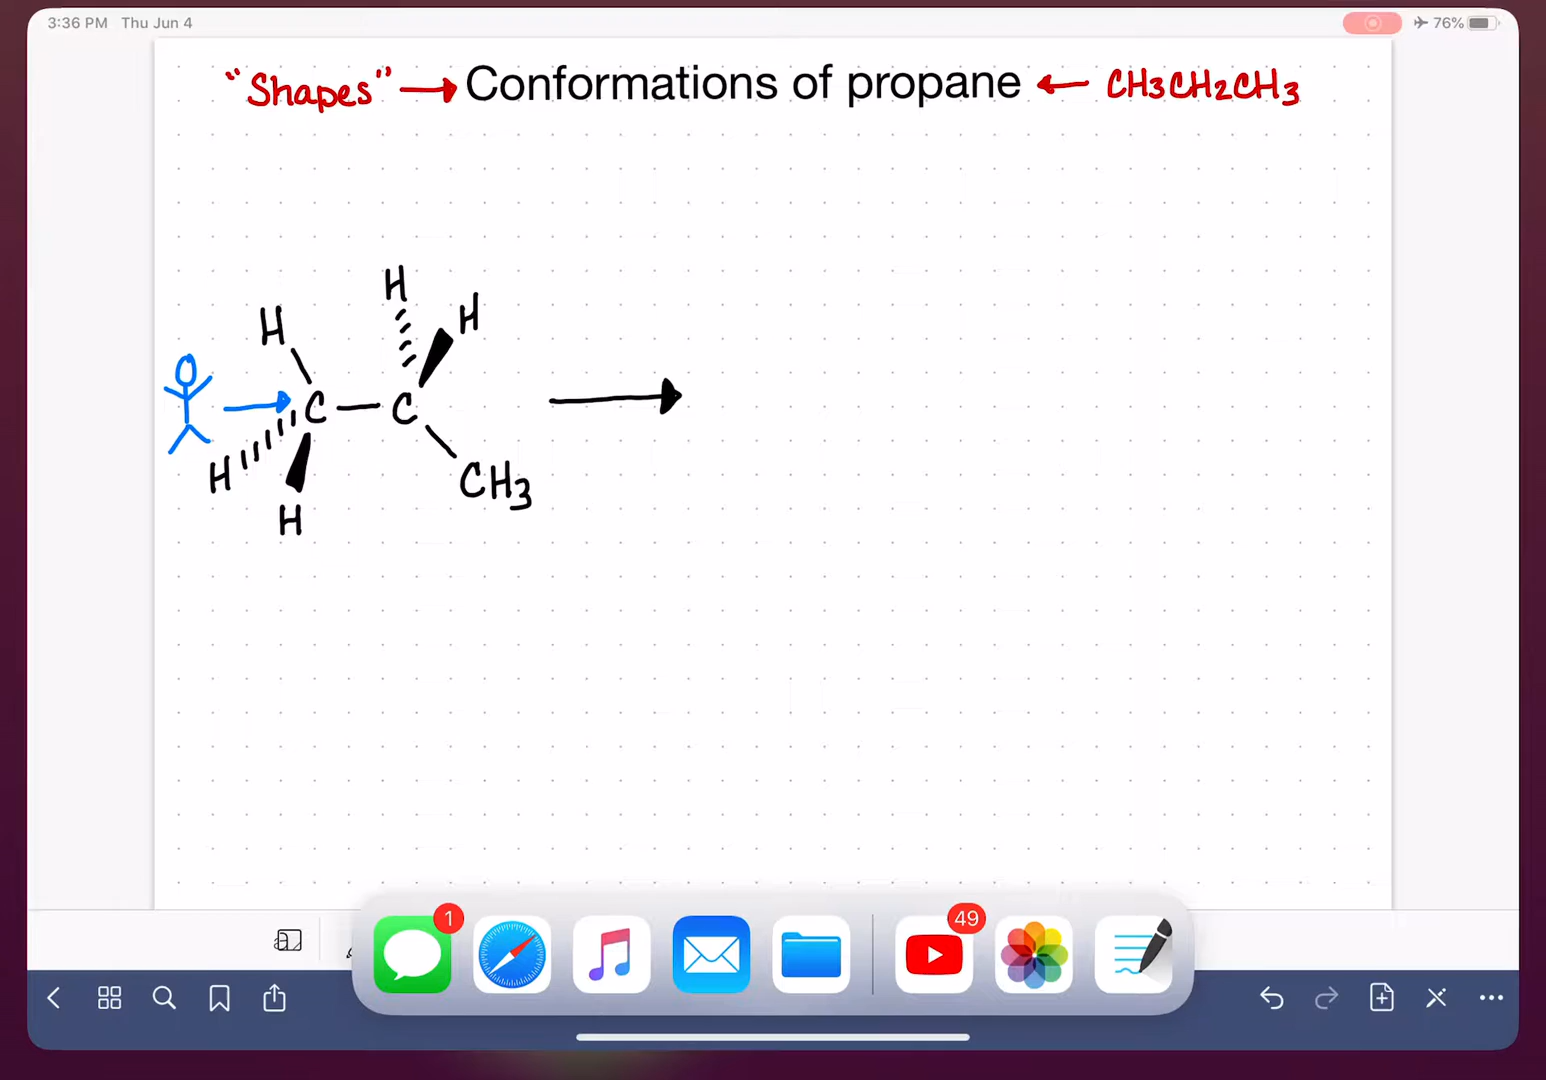 3:36 PM Thu Jun 4
76%
"Shapes" → Conformations of propane ← CH3CH2CH3
H
H
H
C — C
H
CH3
H
a
1
49